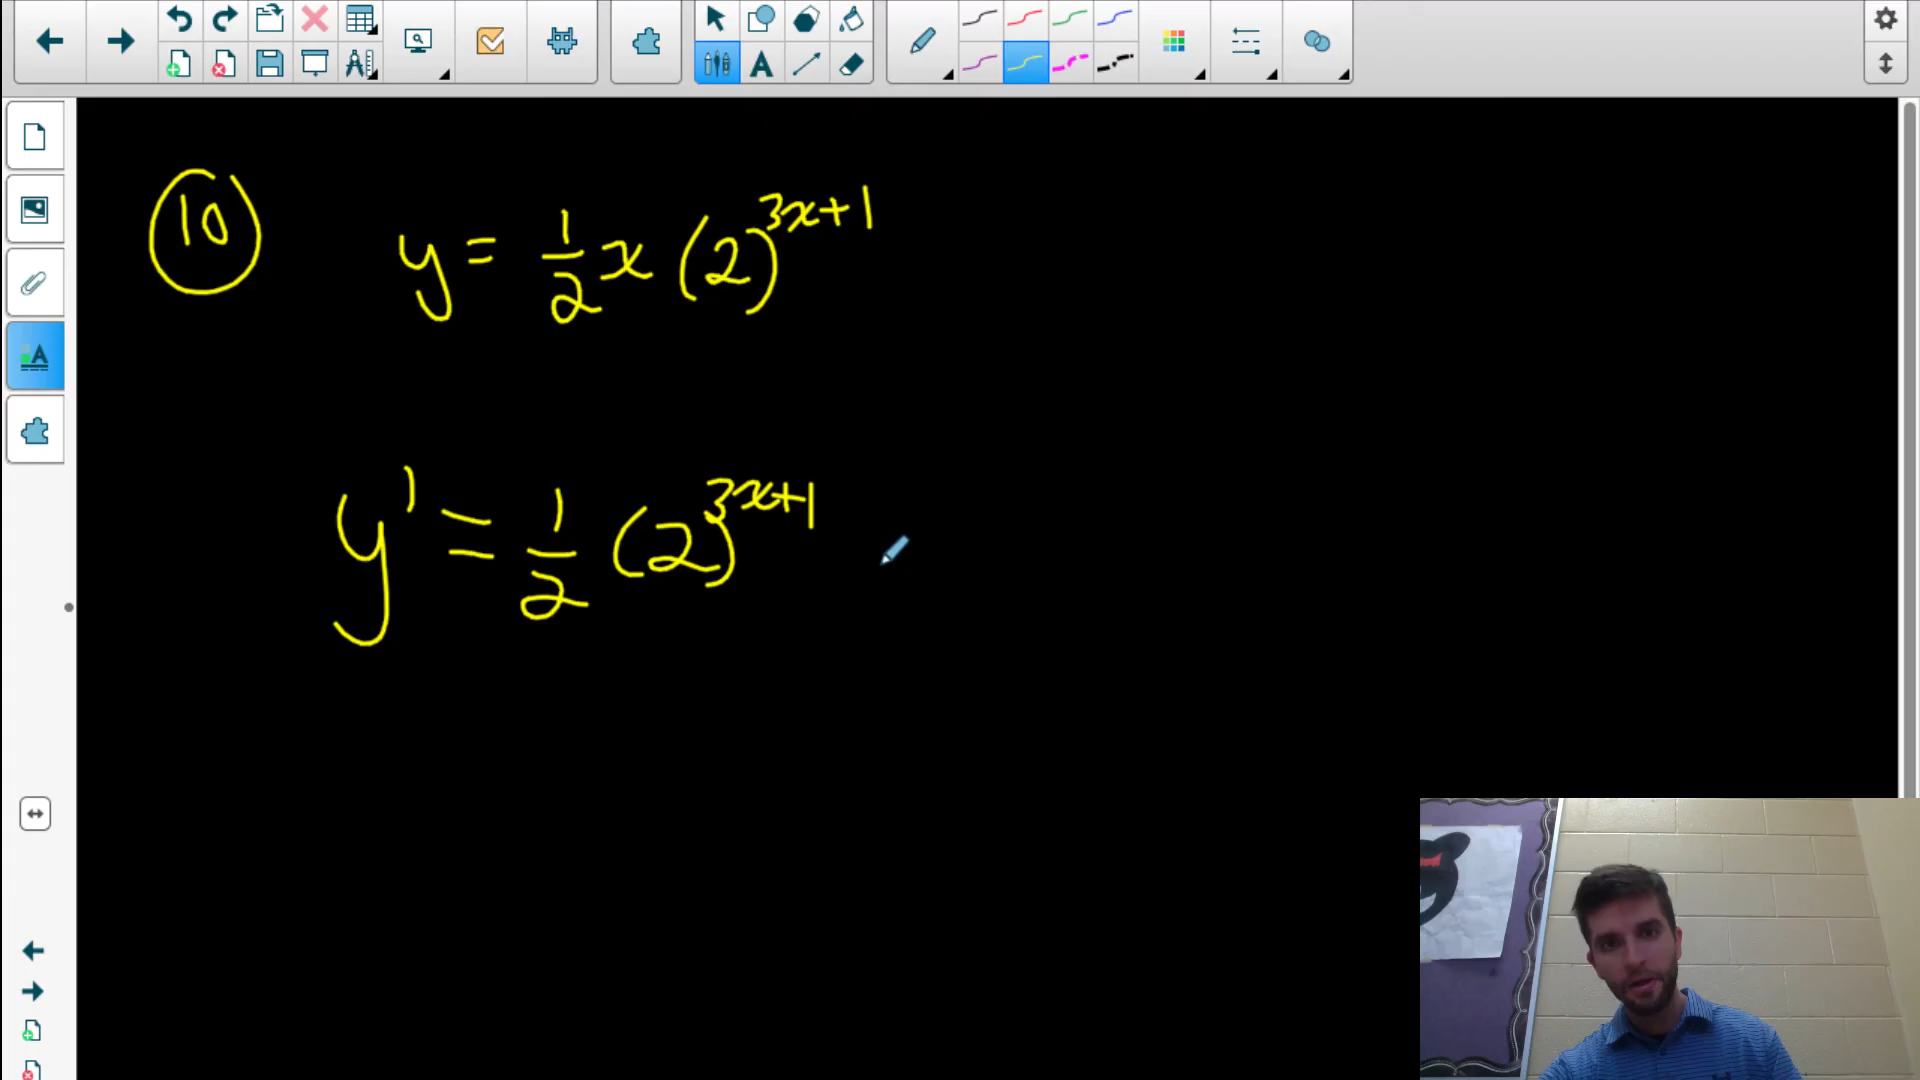 10 y = 1/2 x (2)^{3x+1}
y' = 1/2 (2)^{3x+1}